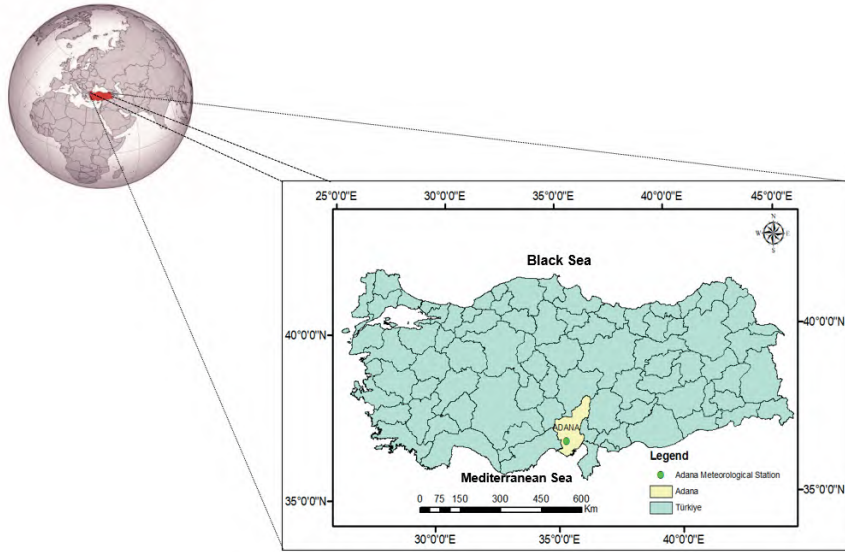 25°0'0"E 30°0'0"E 35°0'0"E 40°0'0"E 45°0'0"E
N
W E
S
Black Sea
40°0'0"N 40°0'0"N
ADANA
Legend
Adana Meteorological Station
Mediterranean Sea
Adana
0 75 150 300 450 600
Km
Türkiye
35°0'0"N 35°0'0"N
30°0'0"E 35°0'0"E 40°0'0"E